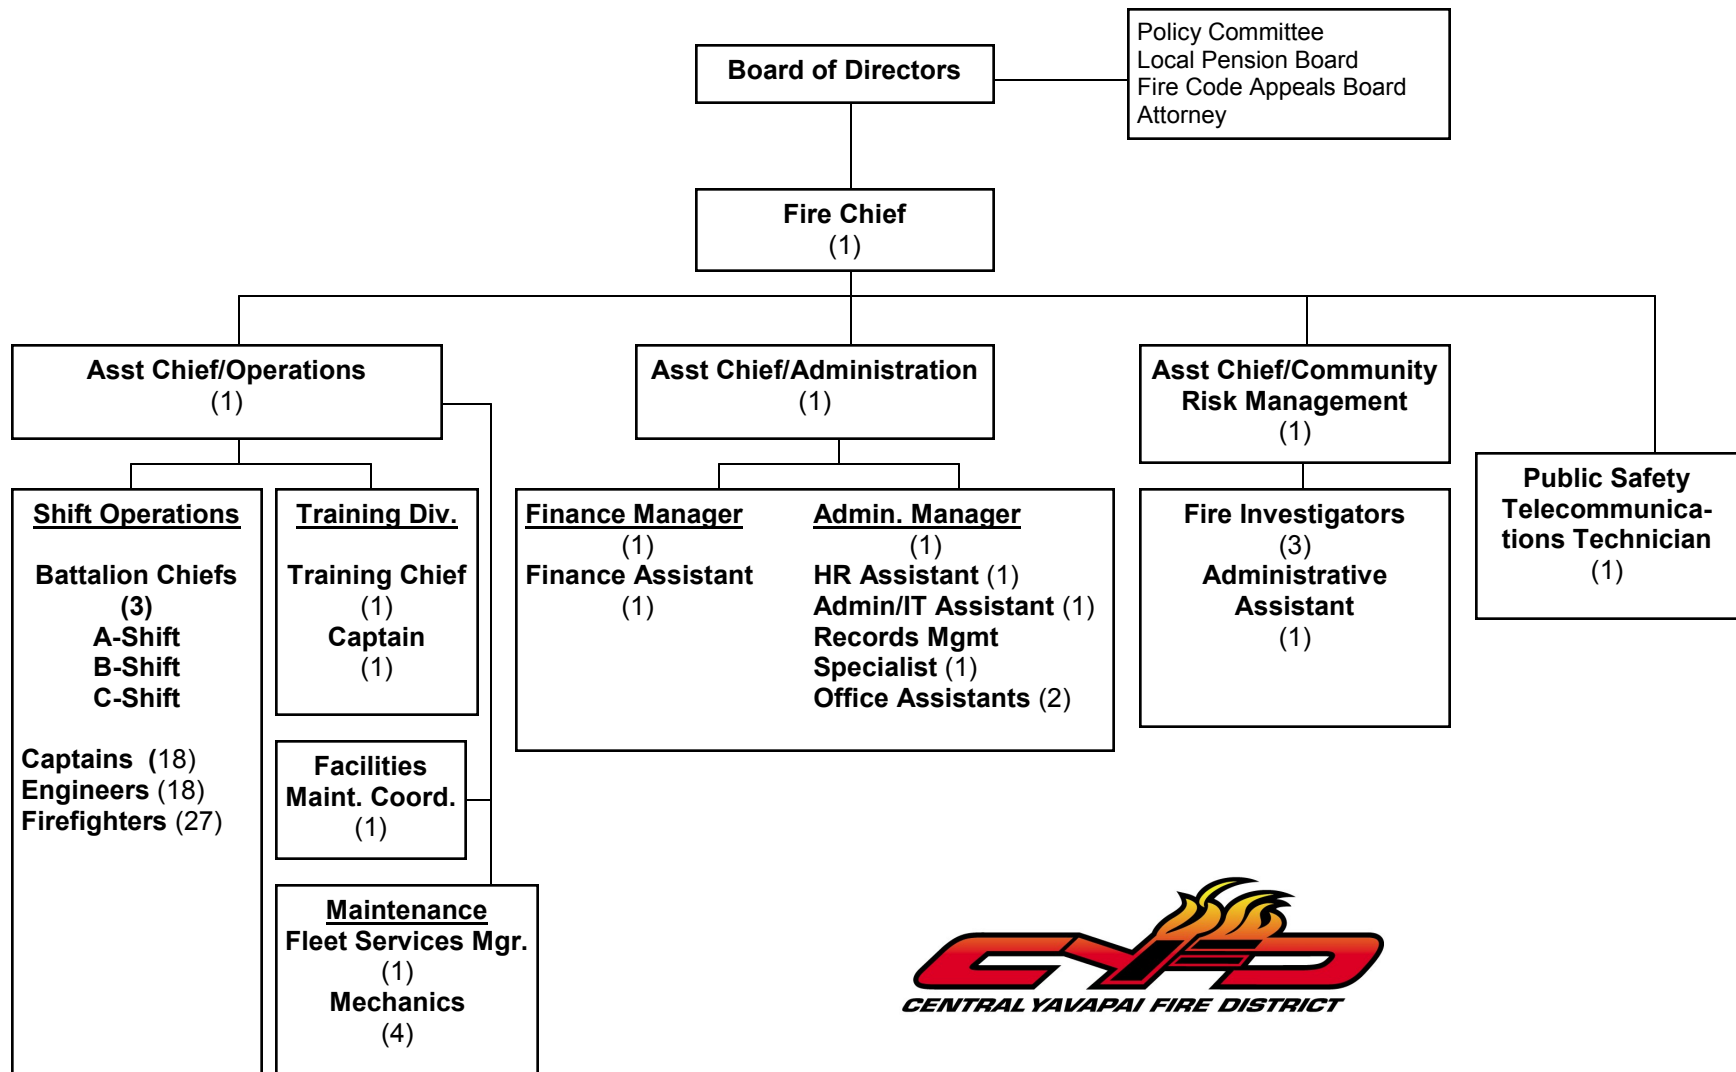 Policy Committee
Local Pension Board
Fire Code Appeals Board
Attorney
Board of Directors
Fire Chief
(1)
Asst Chief/Operations
(1)
Asst Chief/Administration
(1)
Asst Chief/Community
Risk Management
(1)
Public Safety
Telecommunica-
tions Technician
(1)
Shift Operations
Battalion Chiefs
(3)
A-Shift
B-Shift
C-Shift
Captains (18)
Engineers (18)
Firefighters (27)
Training Div.
Training Chief
(1)
Captain
(1)
Facilities
Maint. Coord.
(1)
Maintenance
Fleet Services Mgr.
(1)
Mechanics
(4)
Finance Manager
(1)
Finance Assistant
(1)
Admin. Manager
(1)
HR Assistant (1)
Admin/IT Assistant (1)
Records Mgmt
Specialist (1)
Office Assistants (2)
Fire Investigators
(3)
Administrative
Assistant
(1)
CYFD
CENTRAL YAVAPAI FIRE DISTRICT